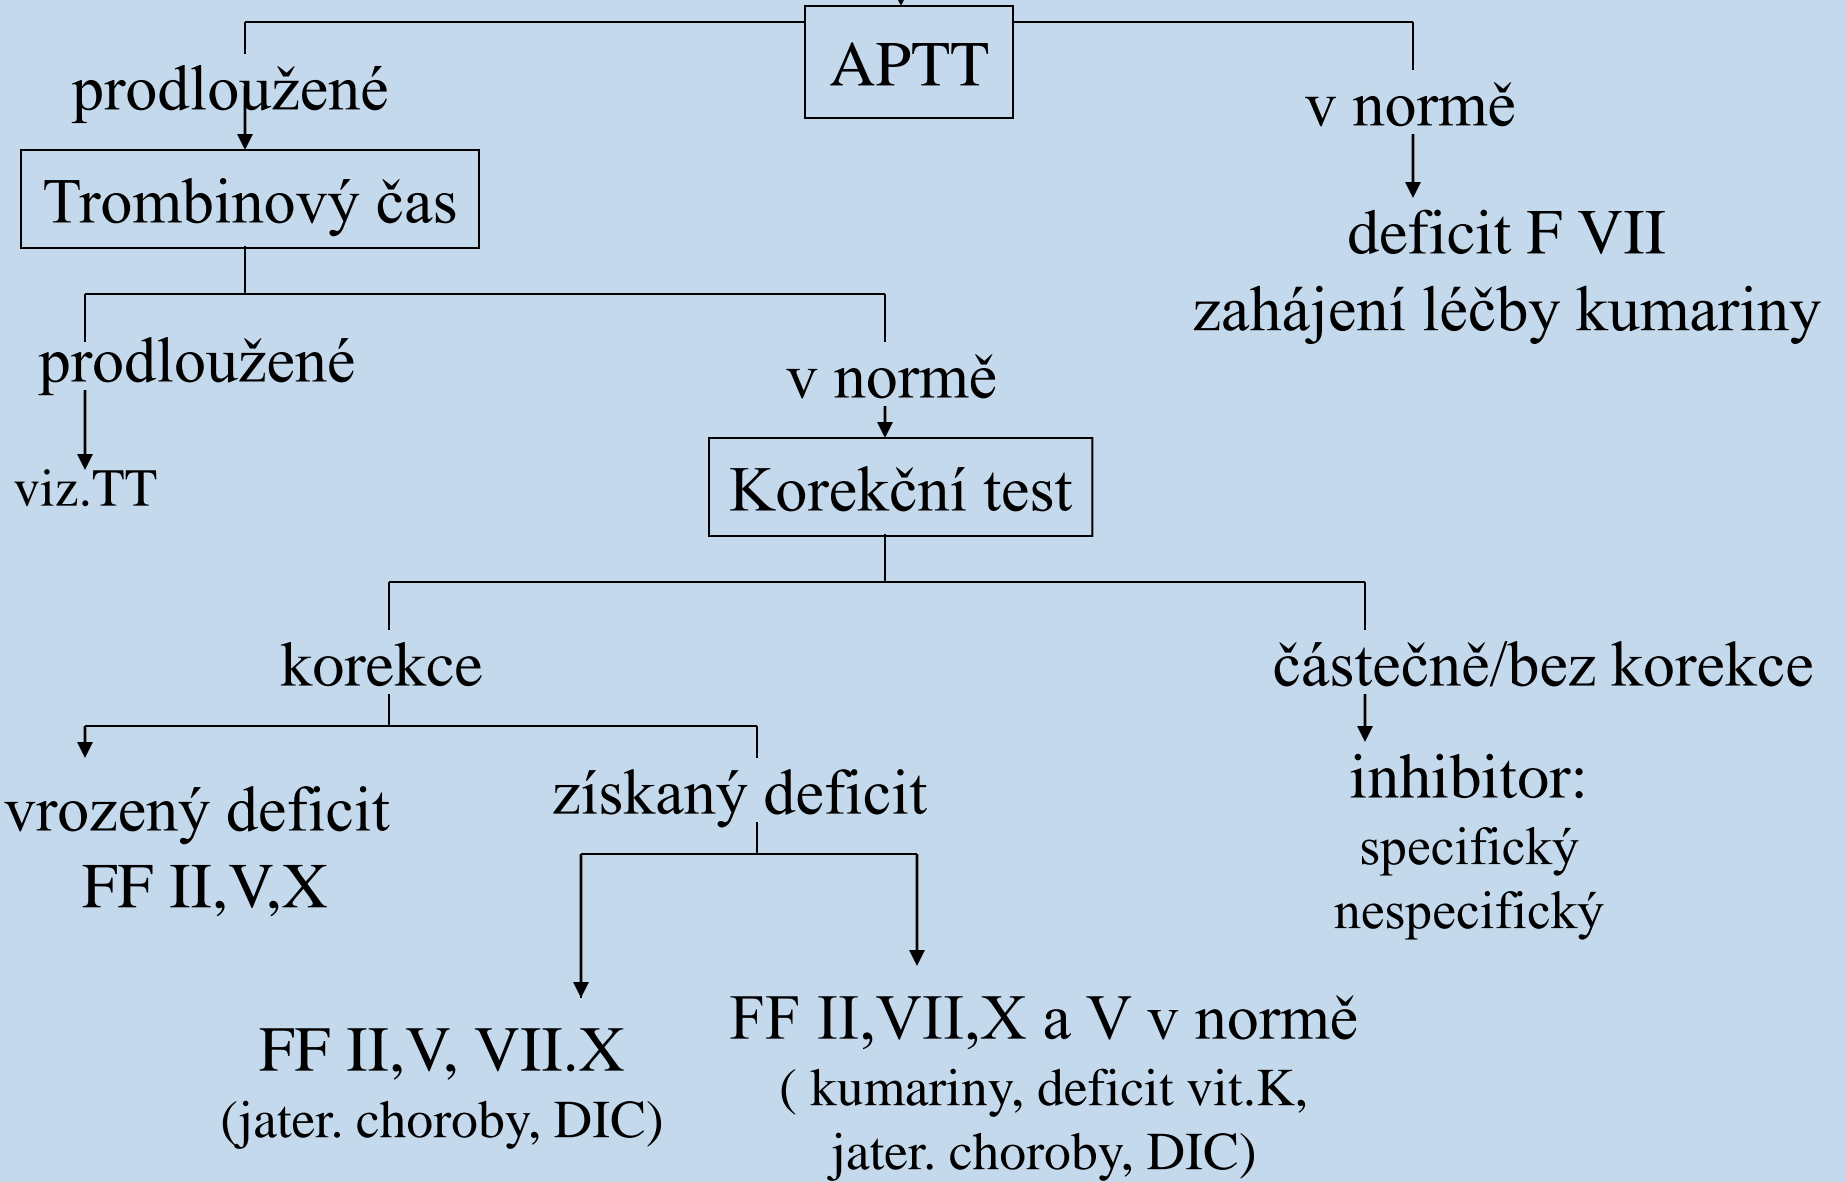 APTT
prodloužené
v normě
Trombinový čas
deficit F VII
zahájení léčby kumariny
prodloužené
v normě
viz.TT
Korekční test
korekce
částečně/bez korekce
vrozený deficit
FF II,V,X
získaný deficit
inhibitor:
specifický
nespecifický
FF II,V, VII.X
(jater. choroby, DIC)
FF II,VII,X a V v normě
( kumariny, deficit vit.K,
jater. choroby, DIC)